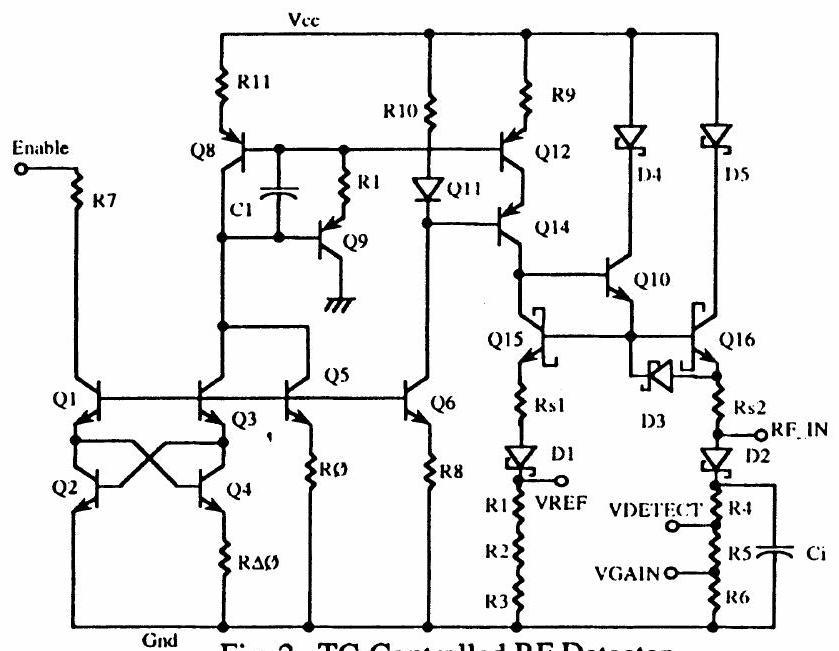 Vcc
R11
R10
R9
Enable
Q8
Q12
R7
C1
R1
Q11
D4
D5
Q9
Q14
Q10
Q15
Q16
Q1
Q3
Q5
Q6
Rs1
D3
Rs2
RF_IN
Q2
Q4
RØ
R8
D1
D2
VREF
R1
VDETECT
R4
RΔØ
R2
R5
Ci
VGAIN
R3
R6
Gnd
Fig 2 TC Controlled RF Detector